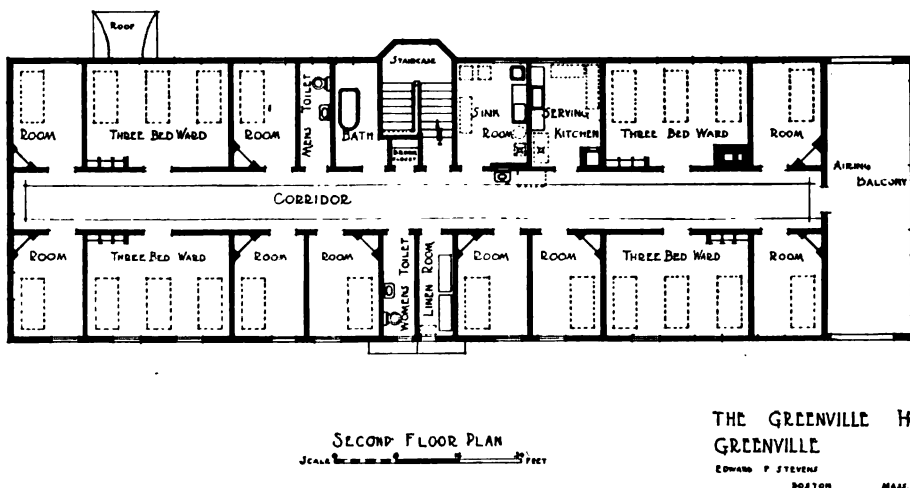 ROOF
STAIRCASE
ROOM
THREE BED WARD
ROOM
MENS TOILET
BATH
SINK
ROOM
SERVING
KITCHEN
THREE BED WARD
ROOM
AIRING
BALCONY
CORRIDOR
ROOM
THREE BED WARD
ROOM
ROOM
WOMENS TOILET
LINEN ROOM
ROOM
ROOM
THREE BED WARD
ROOM
SECOND FLOOR PLAN
SCALE FEET
THE GREENVILLE H
GREENVILLE
EDWARD F STEVENS
BOSTON MASS